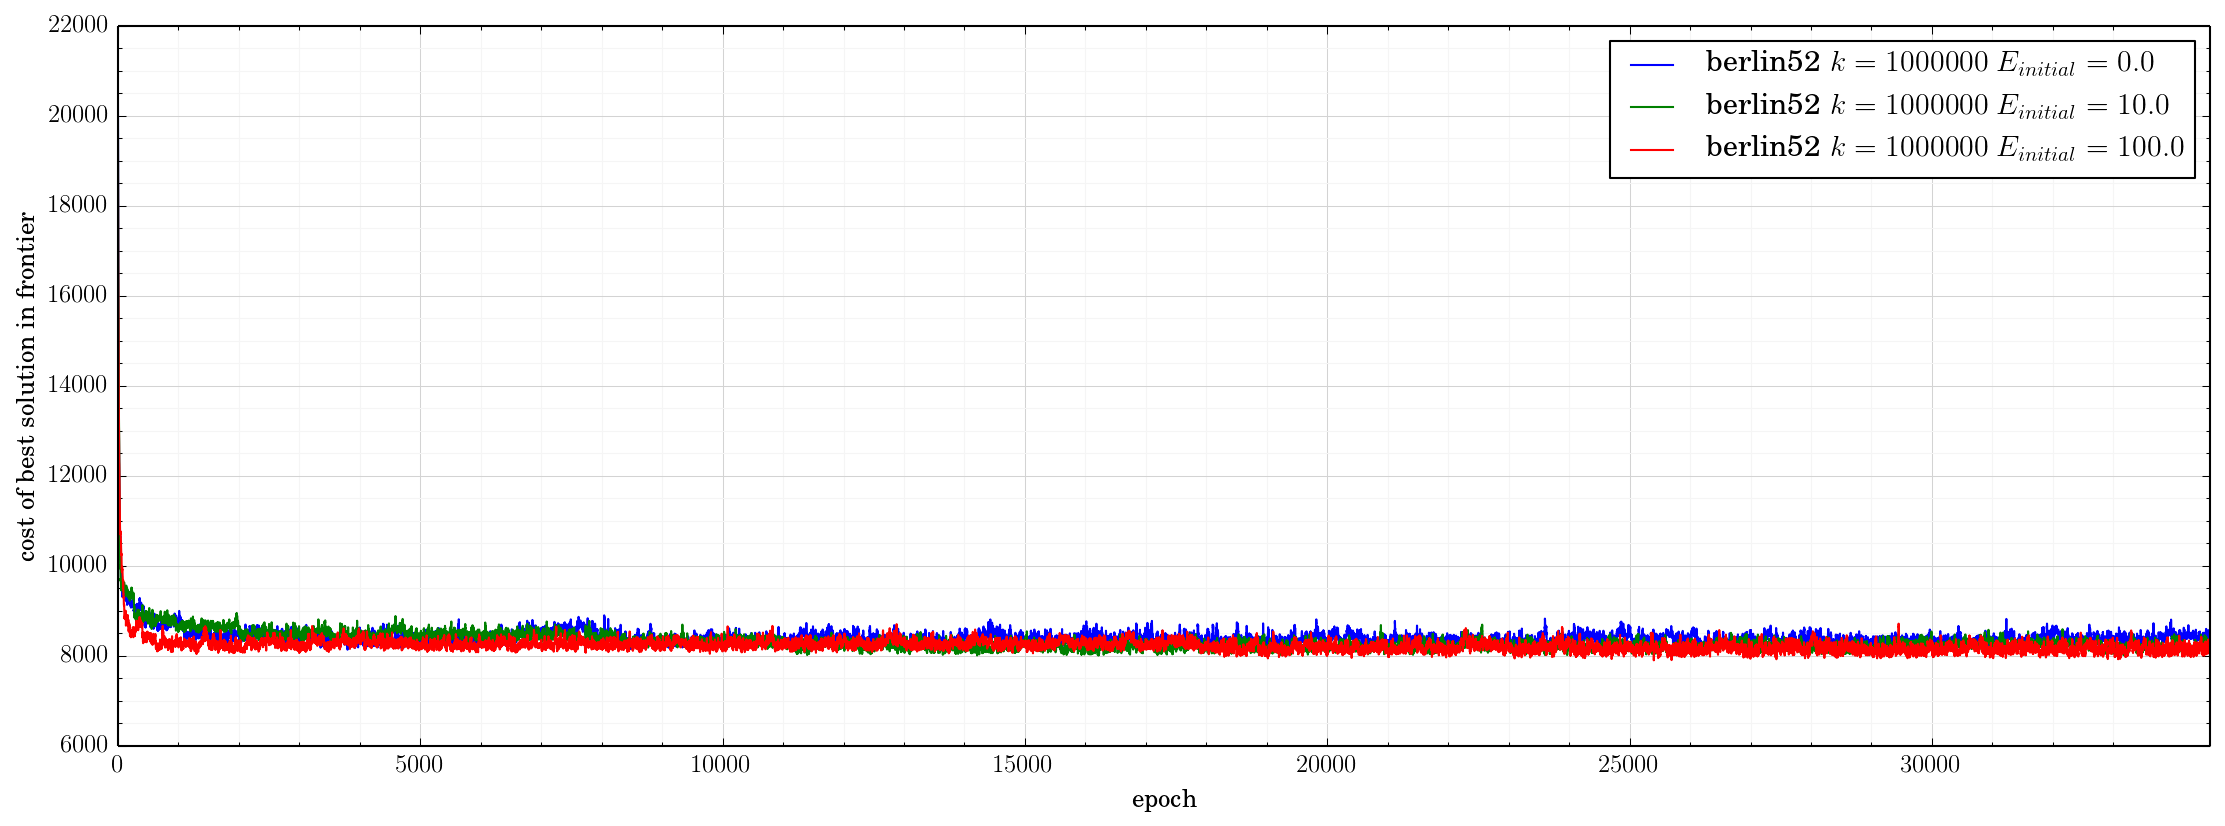 22000
20000
18000
16000
14000
12000
10000
8000
6000
cost of best solution in frontier
berlin52 k = 1000000 E_initial = 0.0
berlin52 k = 1000000 E_initial = 10.0
berlin52 k = 1000000 E_initial = 100.0
0 5000 10000 15000 20000 25000 30000
epoch